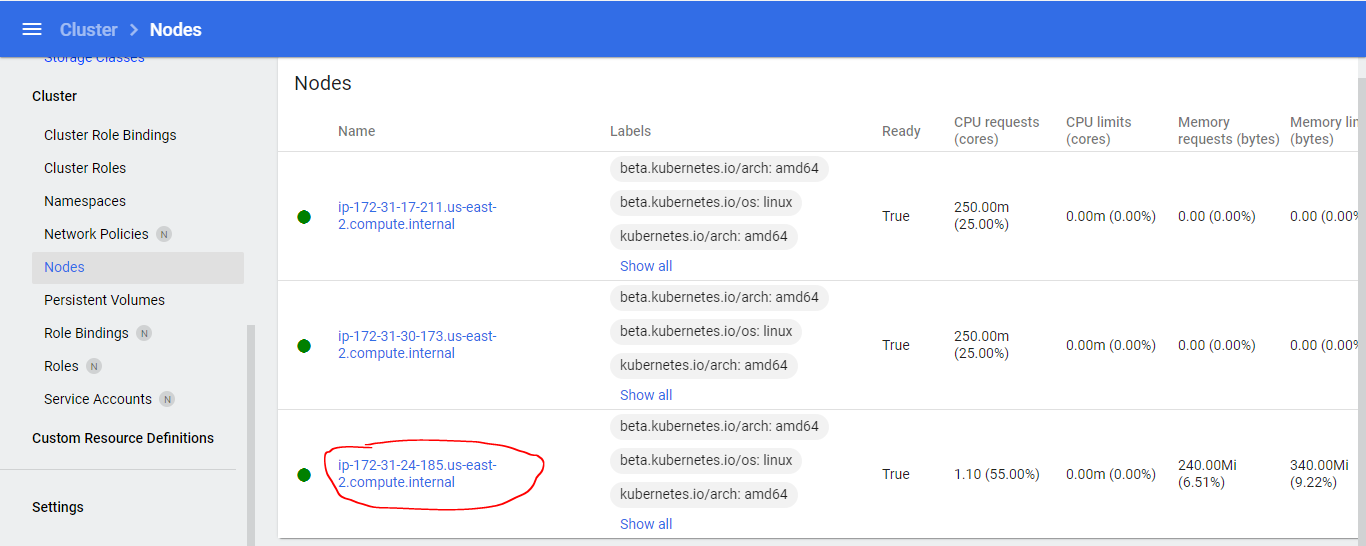 Cluster > Nodes
Storage Classes
Cluster
Cluster Role Bindings
Cluster Roles
Namespaces
Network Policies N
Nodes
Persistent Volumes
Role Bindings N
Roles N
Service Accounts N
Custom Resource Definitions
Settings
Nodes
Name
Labels
Ready
CPU requests
(cores)
CPU limits
(cores)
Memory
requests (bytes)
Memory lim
(bytes)
ip-172-31-17-211.us-east-
2.compute.internal
beta.kubernetes.io/arch: amd64
beta.kubernetes.io/os: linux
kubernetes.io/arch: amd64
Show all
True
250.00m
(25.00%)
0.00m (0.00%)
0.00 (0.00%)
0.00 (0.00%
ip-172-31-30-173.us-east-
2.compute.internal
beta.kubernetes.io/arch: amd64
beta.kubernetes.io/os: linux
kubernetes.io/arch: amd64
Show all
True
250.00m
(25.00%)
0.00m (0.00%)
0.00 (0.00%)
0.00 (0.00%
ip-172-31-24-185.us-east-
2.compute.internal
beta.kubernetes.io/arch: amd64
beta.kubernetes.io/os: linux
kubernetes.io/arch: amd64
Show all
True
1.10 (55.00%)
0.00m (0.00%)
240.00Mi
(6.51%)
340.00Mi
(9.22%)